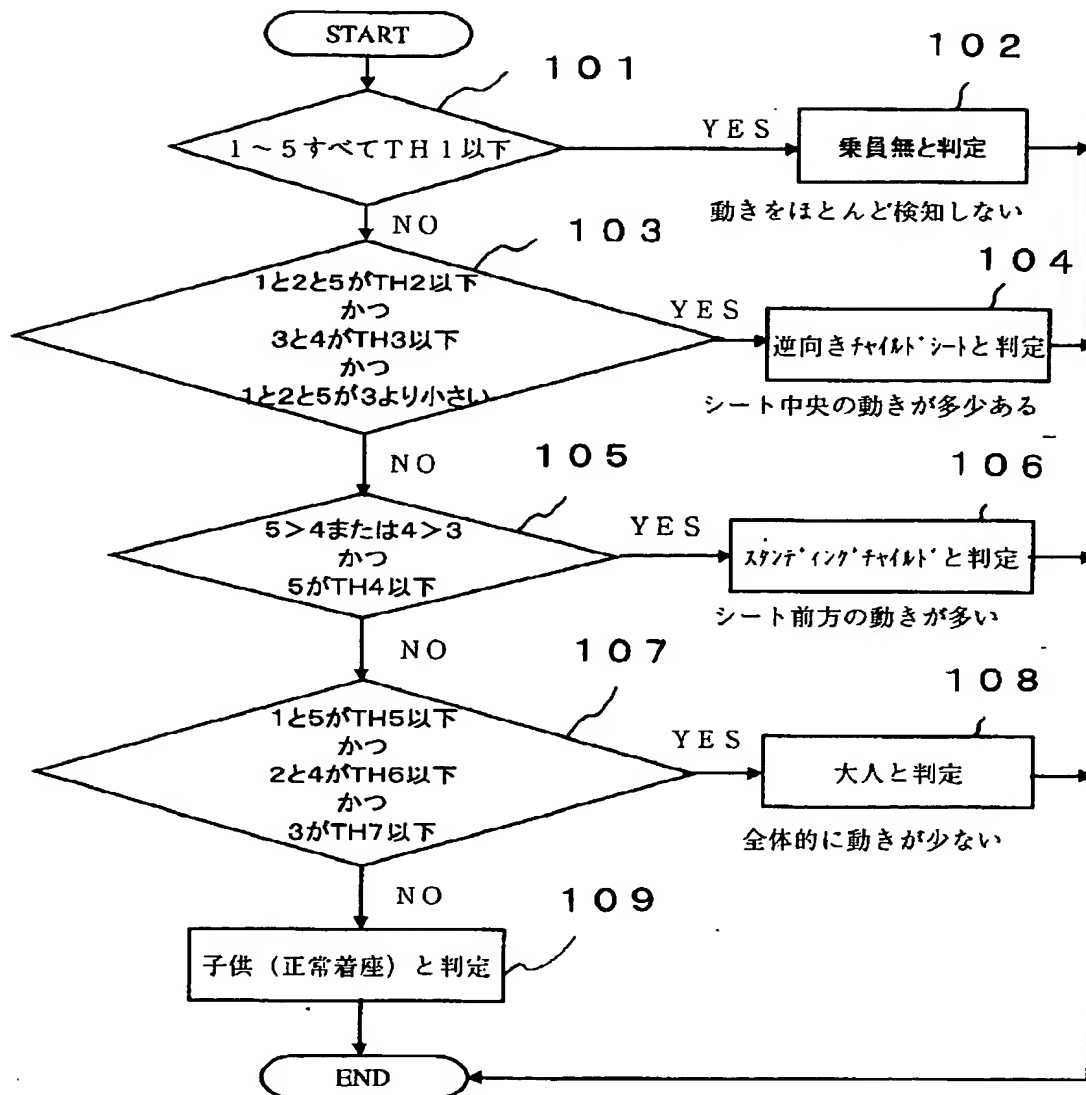 START
101
1~5すべてTH1以下
YES
102
乗員無と判定
動きをほとんど検知しない
NO
103
1と2と5がTH2以下
かつ
3と4がTH3以下
かつ
1と2と5が3より小さい
YES
104
逆向きﾁｬｲﾙﾄﾞｼｰﾄと判定
シート中央の動きが多少ある
NO
105
5>4または4>3
かつ
5がTH4以下
YES
106
ｽﾀﾝﾃﾞｨﾝｸﾞﾁｬｲﾙﾄﾞと判定
シート前方の動きが多い
NO
107
1と5がTH5以下
かつ
2と4がTH6以下
かつ
3がTH7以下
YES
108
大人と判定
全体的に動きが少ない
NO
109
子供（正常着座）と判定
END